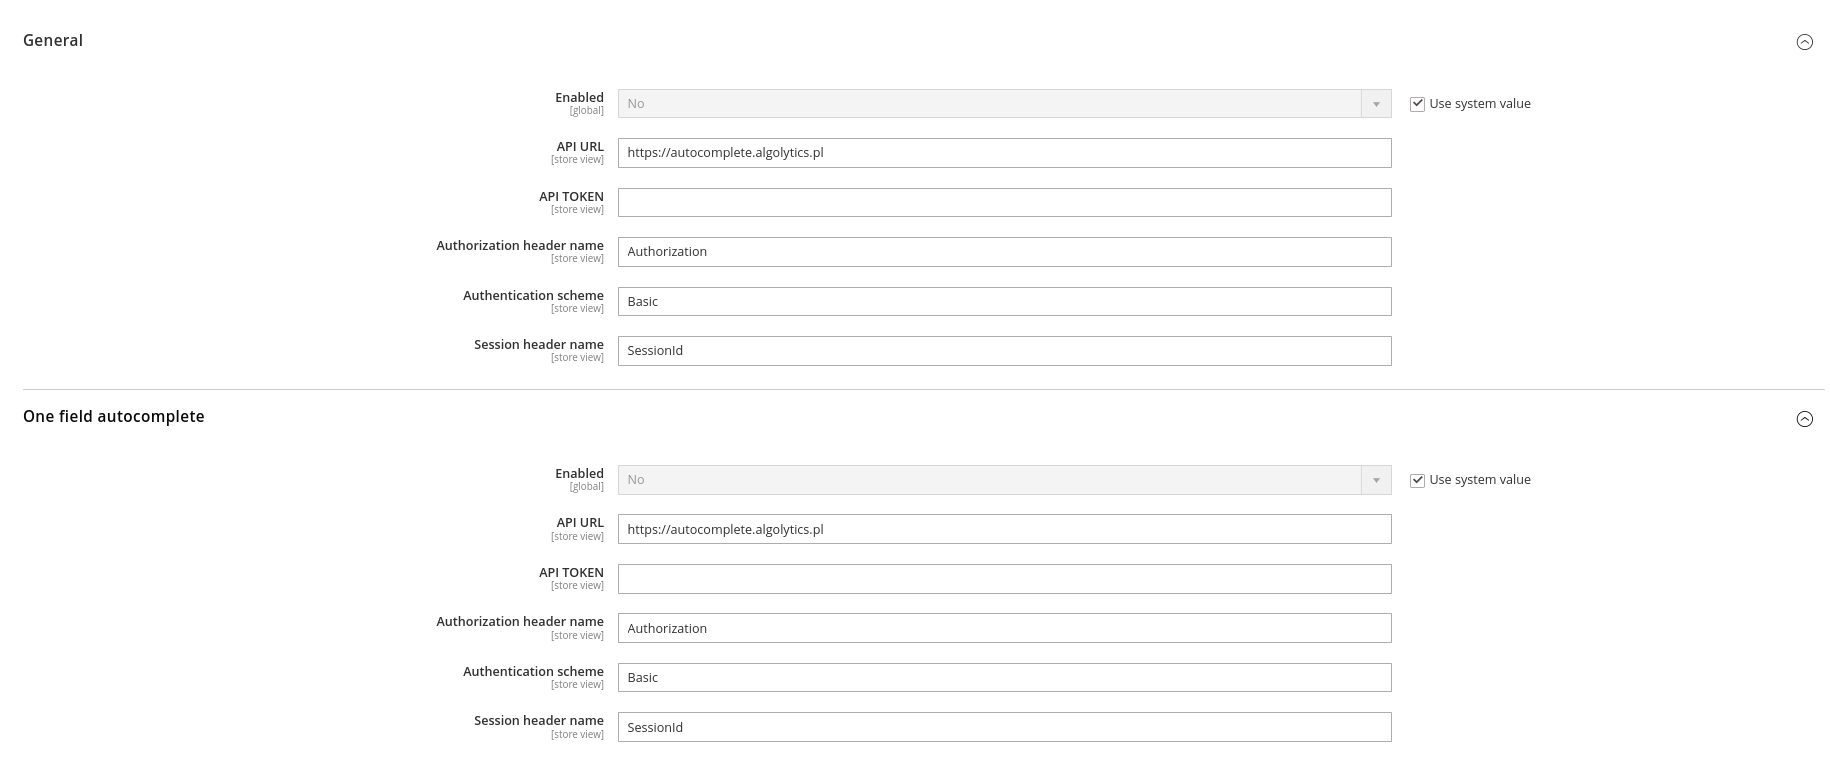 General
Enabled
[global]
No
Use system value
API URL
[store view]
https://autocomplete.algolytics.pl
API TOKEN
[store view]
Authorization header name
[store view]
Authorization
Authentication scheme
[store view]
Basic
Session header name
[store view]
SessionId
One field autocomplete
Enabled
[global]
No
Use system value
API URL
[store view]
https://autocomplete.algolytics.pl
API TOKEN
[store view]
Authorization header name
[store view]
Authorization
Authentication scheme
[store view]
Basic
Session header name
[store view]
SessionId